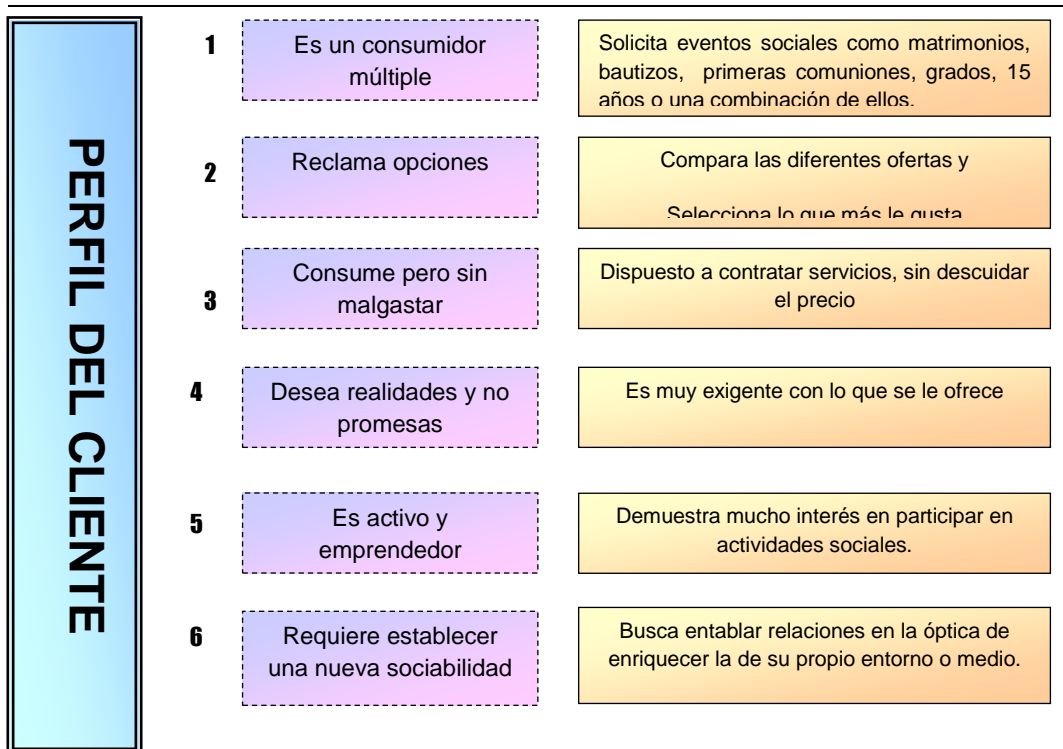 PERFIL DEL CLIENTE
1
Es un consumidor
múltiple
Solicita eventos sociales como matrimonios,
bautizos, primeras comuniones, grados, 15
años o una combinación de ellos.
2
Reclama opciones
Compara las diferentes ofertas y
Selecciona lo que más le gusta
3
Consume pero sin
malgastar
Dispuesto a contratar servicios, sin descuidar
el precio
4
Desea realidades y no
promesas
Es muy exigente con lo que se le ofrece
5
Es activo y
emprendedor
Demuestra mucho interés en participar en
actividades sociales.
6
Requiere establecer
una nueva sociabilidad
Busca entablar relaciones en la óptica de
enriquecer la de su propio entorno o medio.